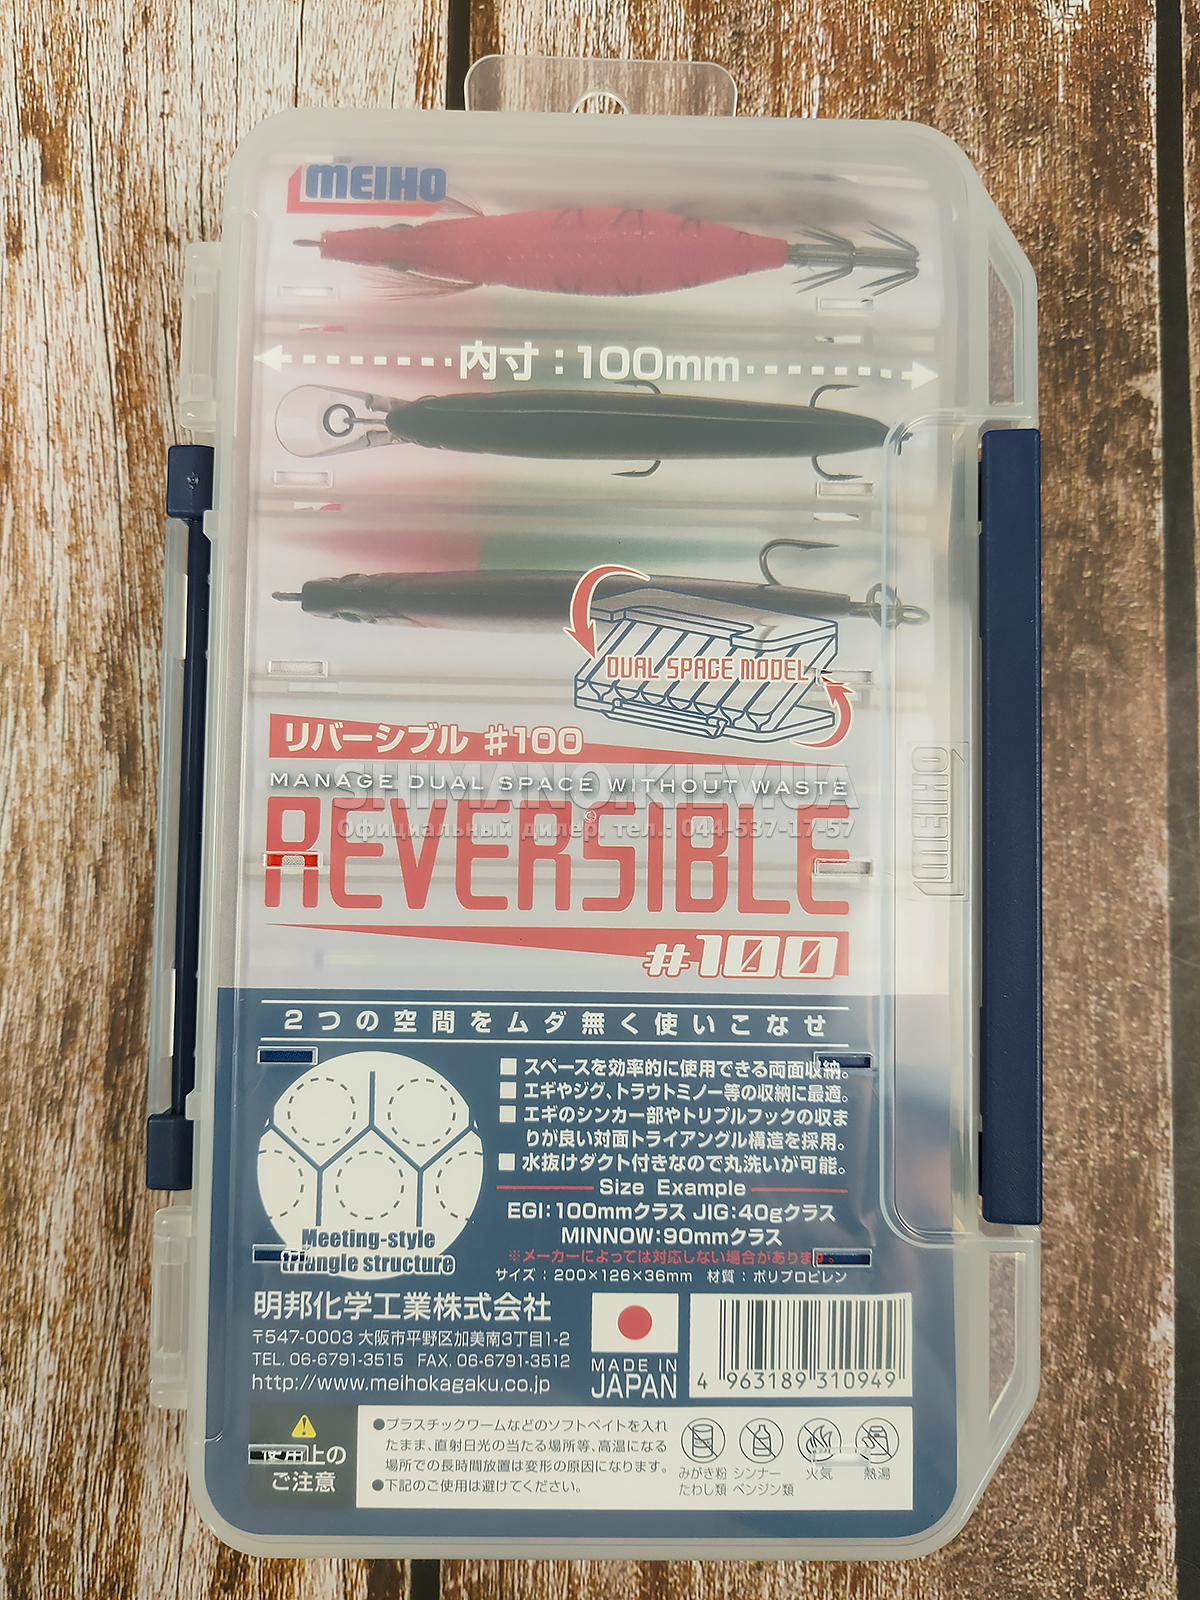 MEIHO
内寸：100mm
DUAL SPACE MODEL
リバーシブル #100
MANAGE DUAL SPACE WITHOUT WASTE
SHIMANO.KIEV.UA
Официальный дилер. тел.: 044-537-17-57
REVERSIBLE
#100
MEIHO
2つの空間をムダ無く使いこなせ
■スペースを効率的に使用できる両面収納。
■エギやジグ、トラウトミノー等の収納に最適。
■エギのシンカー部やトリプルフックの収ま
りが良い対面トライアングル構造を採用。
■水抜けダクト付きなので丸洗いが可能。
Size Example
EGI:100mmクラス JIG:40gクラス
MINNOW:90mmクラス
※メーカーによっては対応しない場合があります。
サイズ：200×126×36mm 材質：ポリプロピレン
Meeting-style
triangle structure
明邦化学工業株式会社
〒547-0003 大阪市平野区加美南3丁目1-2
TEL. 06-6791-3515 FAX. 06-6791-3512
http://www.meihokagaku.co.jp
MADE IN
JAPAN
4 963189 310949
使用上の
ご注意
●プラスチックワームなどのソフトベイトを入れ
たまま、直射日光の当たる場所等、高温になる
場所での長時間放置は変形の原因になります。
●下記のご使用は避けてください。
みがき粉
たわし類
シンナー
ベンジン類
火気
熱湯